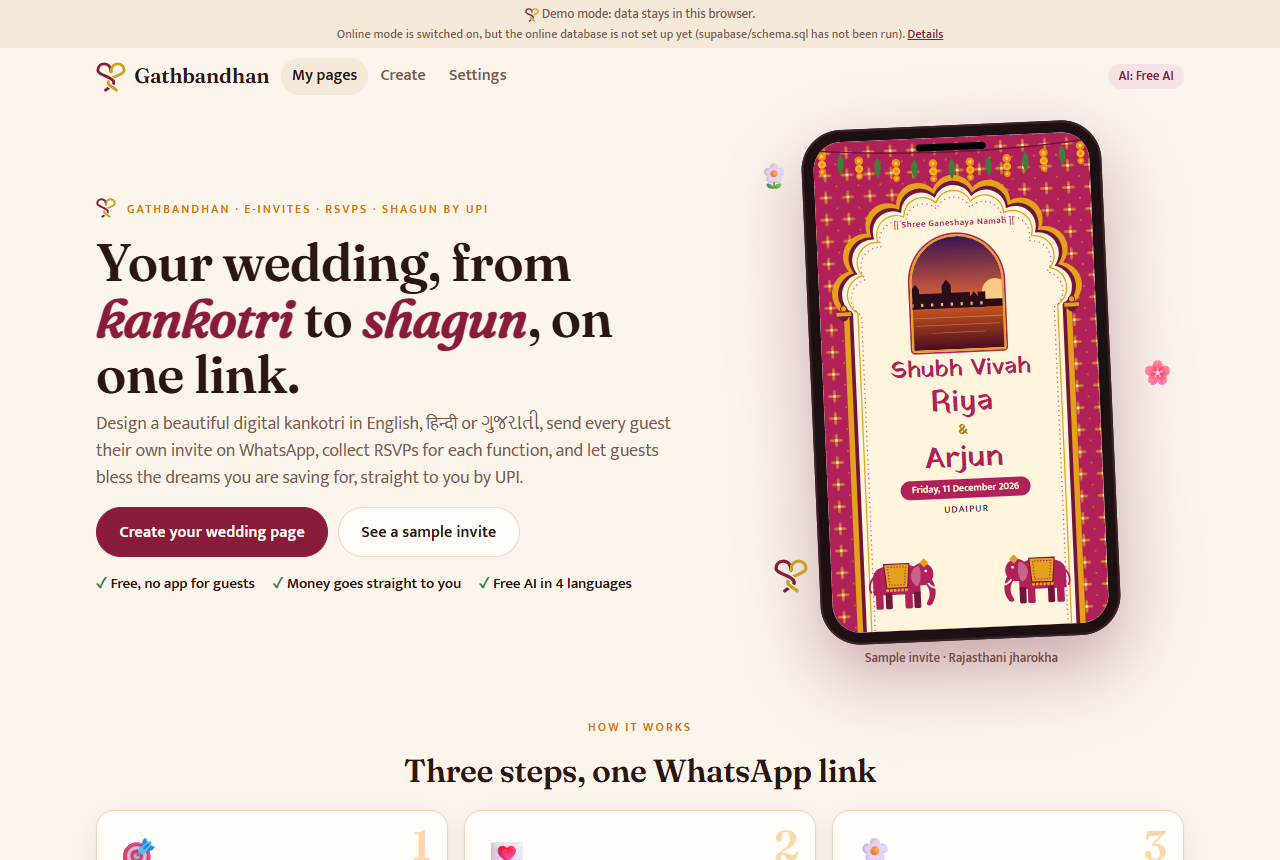 Demo mode: data stays in this browser.
Online mode is switched on, but the online database is not set up yet (supabase/schema.sql has not been run). Details
Gathbandhan My pages Create Settings AI: Free AI
GATHBANDHAN · E-INVITES · RSVPS · SHAGUN BY UPI
Your wedding, from
kankotri to shagun, on
one link.
Design a beautiful digital kankotri in English, हिन्दी or ગુજરાતી, send every guest
their own invite on WhatsApp, collect RSVPs for each function, and let guests
bless the dreams you are saving for, straight to you by UPI.
Create your wedding page See a sample invite
✓ Free, no app for guests ✓ Money goes straight to you ✓ Free AI in 4 languages
|| Shree Ganeshaya Namah ||
Shubh Vivah
Riya
&
Arjun
Friday, 11 December 2026
UDAIPUR
Sample invite · Rajasthani jharokha
HOW IT WORKS
Three steps, one WhatsApp link
1 2 3